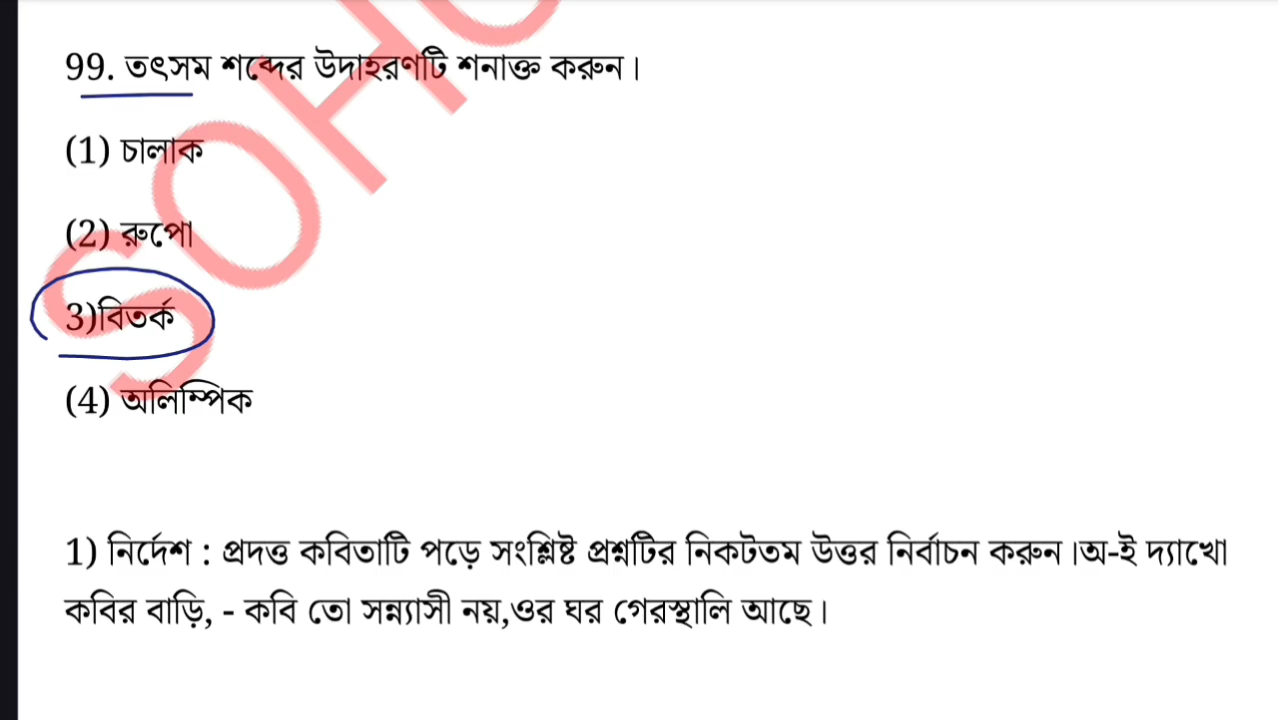 99. তৎসম শব্দের উদাহরণটি শনাক্ত করুন।
(1) চালাক
(2) রুপো
3)বিতর্ক
(4) অলিম্পিক
1) নির্দেশ : প্রদত্ত কবিতাটি পড়ে সংশ্লিষ্ট প্রশ্নটির নিকটতম উত্তর নির্বাচন করুন।অ-ই দ্যাখো
কবির বাড়ি, - কবি তো সন্ন্যাসী নয়,ওর ঘর গেরস্থালি আছে।